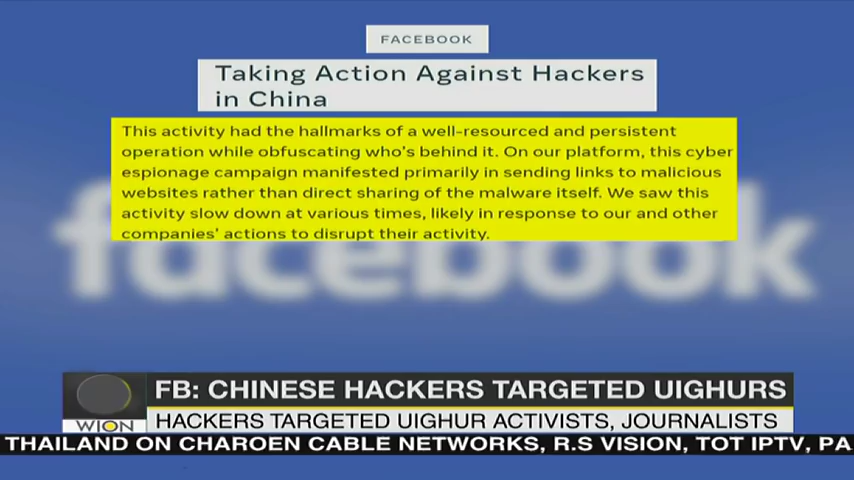 FACEBOOK
Taking Action Against Hackers
in China
This activity had the hallmarks of a well-resourced and persistent
operation while obfuscating who's behind it. On our platform, this cyber
espionage campaign manifested primarily in sending links to malicious
websites rather than direct sharing of the malware itself. We saw this
activity slow down at various times, likely in response to our and other
companies' actions to disrupt their activity.
facebook
FB: CHINESE HACKERS TARGETED UIGHURS
WION
HACKERS TARGETED UIGHUR ACTIVISTS, JOURNALISTS
THAILAND ON CHAROEN CABLE NETWORKS, R.S VISION, TOT IPTV, PA